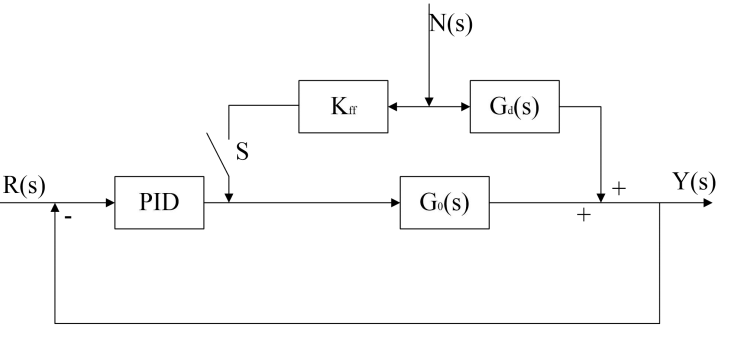 N(s)
Kff
Gd(s)
S
R(s)
PID
G0(s)
Y(s)
+
+
-